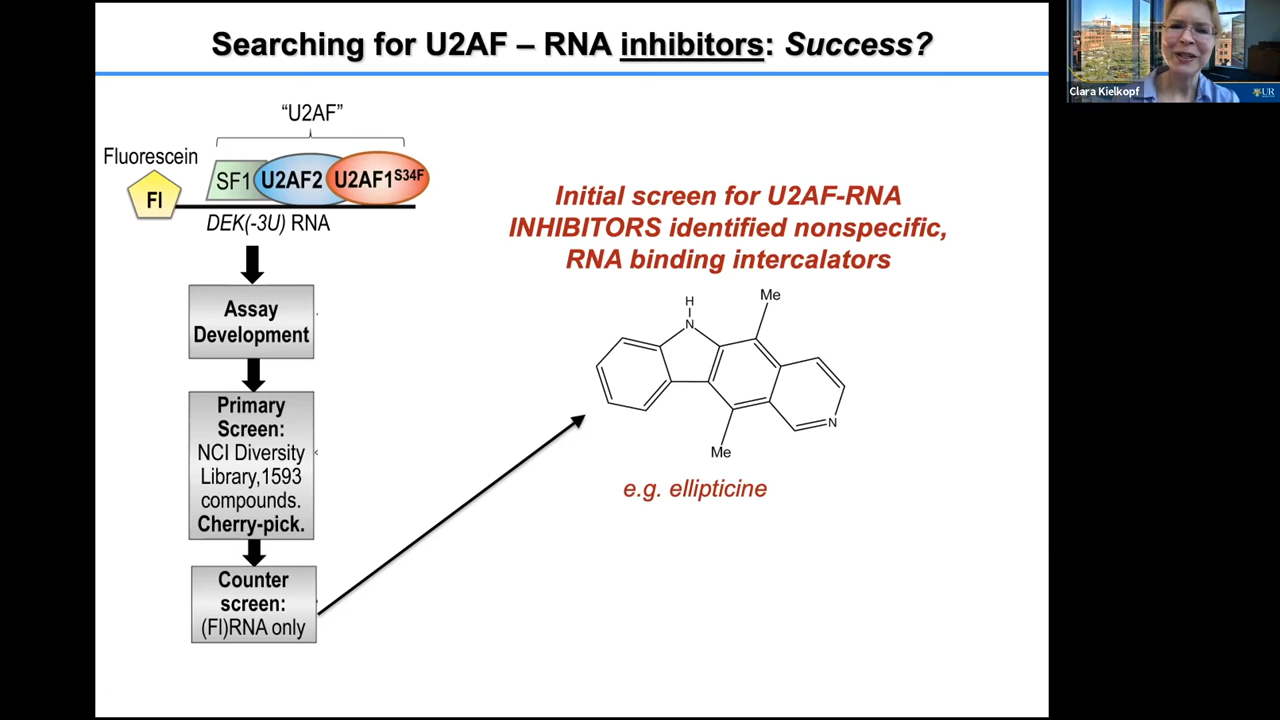 Searching for U2AF – RNA inhibitors: Success?
“U2AF”
Fluorescein
Fl
SF1
U2AF2
U2AF1S34F
DEK(-3U) RNA
Assay
Development
Primary
Screen:
NCI Diversity
Library,1593
compounds.
Cherry-pick.
Counter
screen:
(Fl)RNA only
Initial screen for U2AF-RNA
INHIBITORS identified nonspecific,
RNA binding intercalators
H
N
Me
N
Me
e.g. ellipticine
Clara Kielkopf
UR